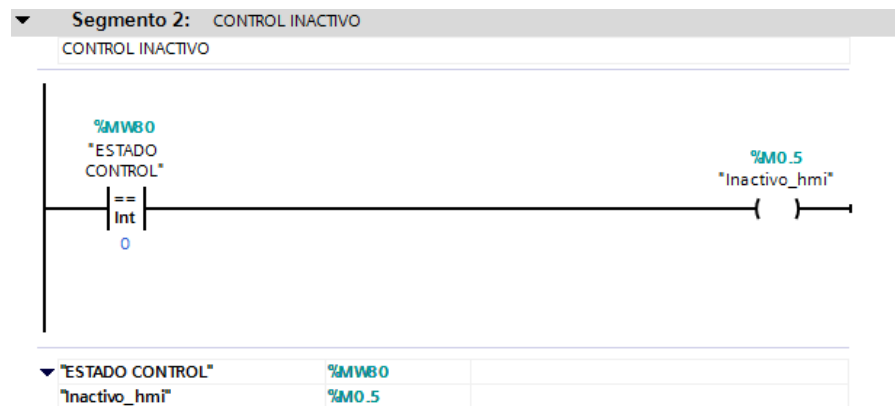 Segmento 2: CONTROL INACTIVO
CONTROL INACTIVO
%MW80
"ESTADO
CONTROL"
==
Int
0
%M0.5
"Inactivo_hmi"
"ESTADO CONTROL" %MW80
"Inactivo_hmi" %M0.5